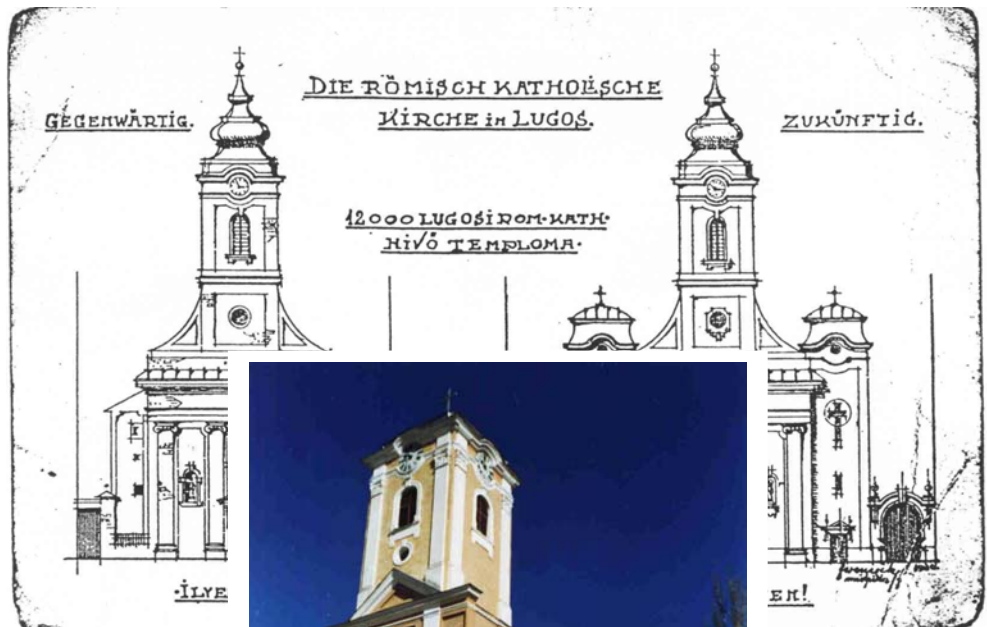 DIE RÖMISCH KATHOLISCHE
KIRCHE in LUGOS.
GEGENWÄRTIG.
ZUKÜNFTIG.
12000 LUGOSI ROM·KATH·
HIVŐ TEMPLOMA·